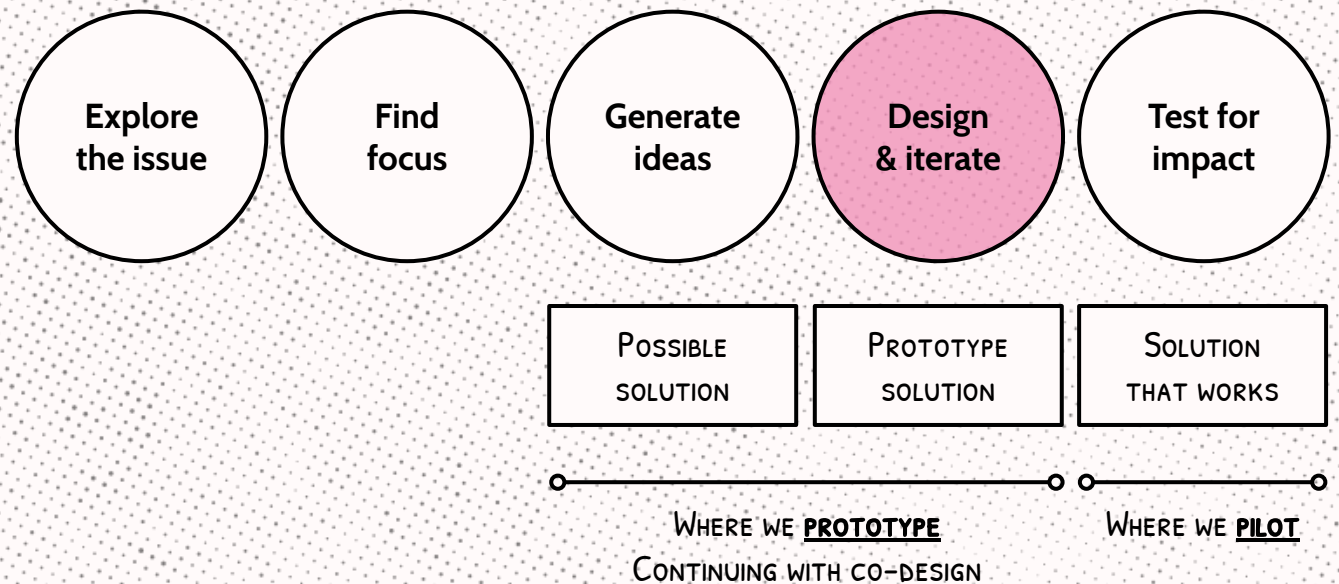 Explore
the issue
Find
focus
Generate
ideas
Design
& iterate
Test for
impact
Possible
solution
Prototype
solution
Solution
that works
Where we prototype
Continuing with co-design
Where we pilot